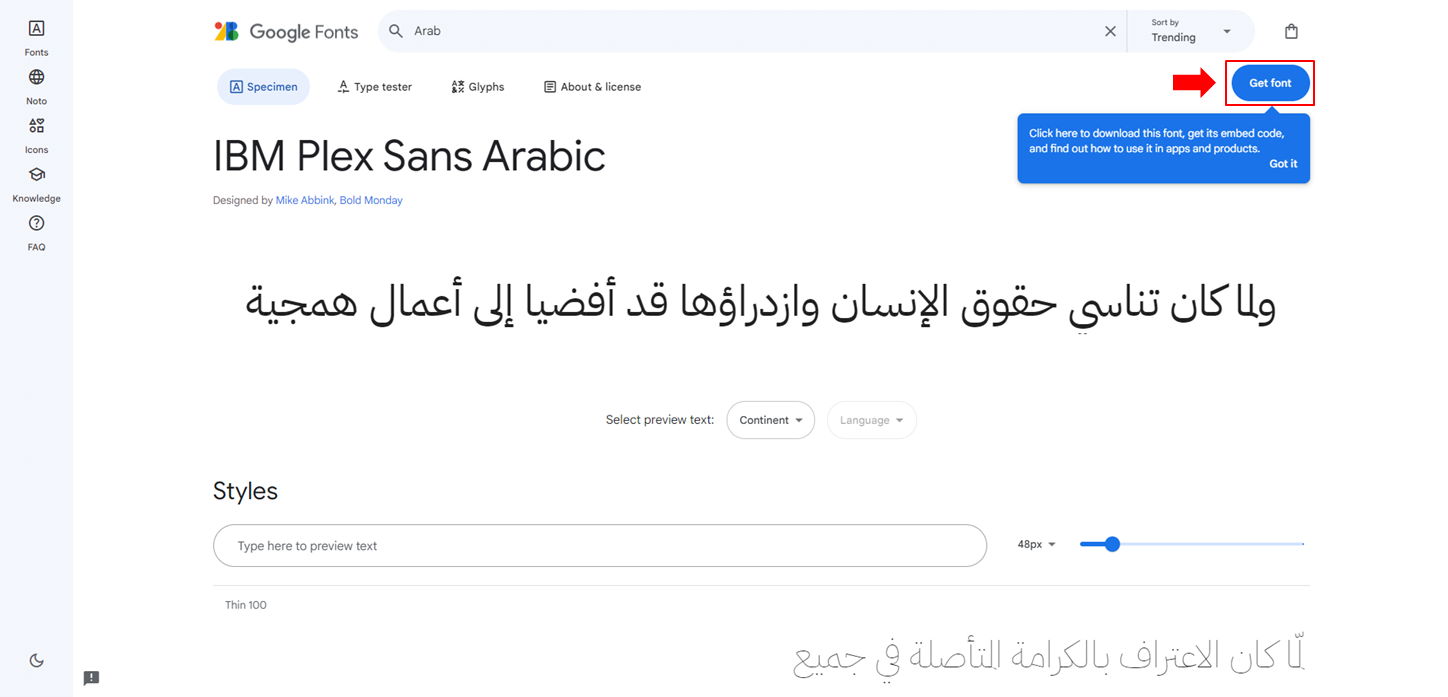 Fonts
Noto
Icons
Knowledge
FAQ
Google Fonts
Arab
Sort by
Trending
Specimen
Type tester
Glyphs
About & license
Get font
Click here to download this font, get its embed code,
and find out how to use it in apps and products.
Got it
IBM Plex Sans Arabic
Designed by Mike Abbink, Bold Monday
ولما كان تناسي حقوق الإنسان وازدراؤها قد أفضيا إلى أعمال همجية
Select preview text:
Continent
Language
Styles
Type here to preview text
48px
Thin 100
لمّا كان الاعتراف بالكرامة المتأصلة في جميع